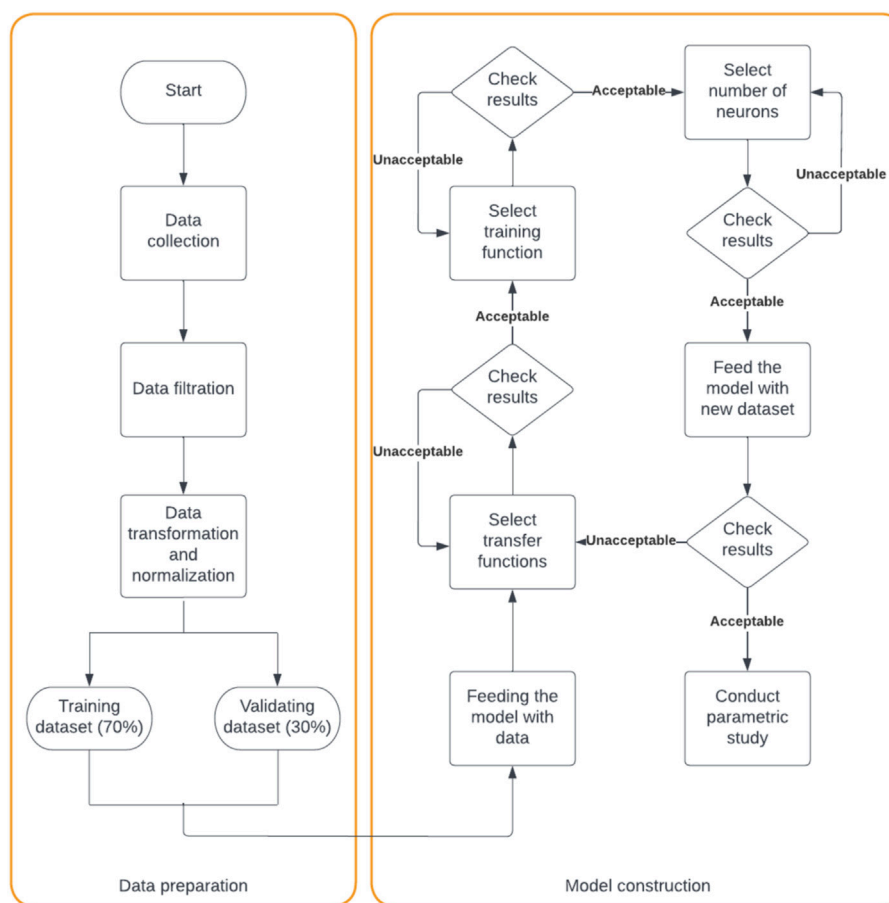 Start
Data
collection
Data filtration
Data
transformation
and
normalization
Training
dataset (70%)
Validating
dataset (30%)
Data preparation
Check
results
Acceptable
Unacceptable
Select
training
function
Acceptable
Check
results
Unacceptable
Select
transfer
functions
Feeding the
model with
data
Select
number of
neurons
Unacceptable
Check
results
Acceptable
Feed the
model with
new dataset
Check
results
Unacceptable
Acceptable
Conduct
parametric
study
Model construction